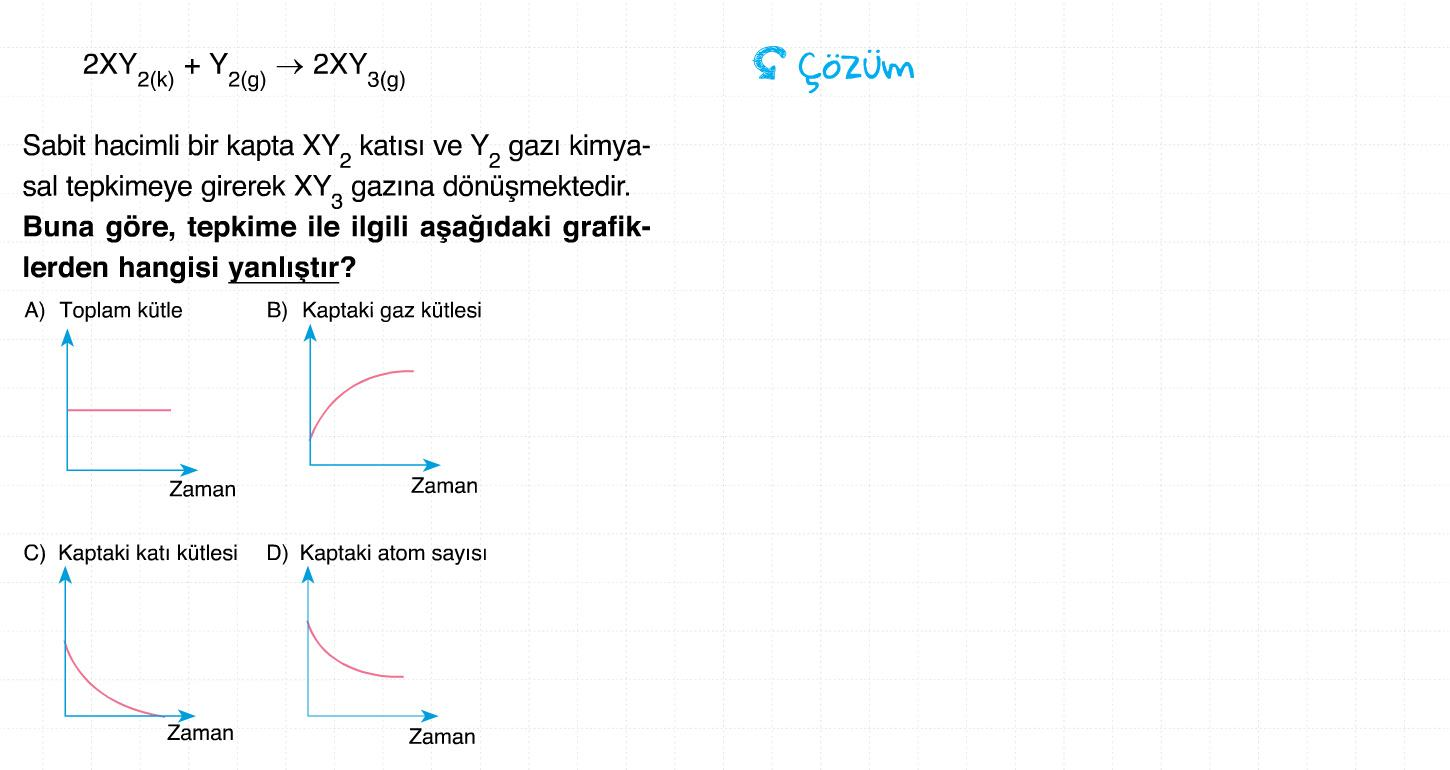 2XY2(k) + Y2(g) → 2XY3(g)
Çözüm
Sabit hacimli bir kapta XY2 katısı ve Y2 gazı kimya-
sal tepkimeye girerek XY3 gazına dönüşmektedir.
Buna göre, tepkime ile ilgili aşağıdaki grafik-
lerden hangisi yanlıştır?
A) Toplam kütle
Zaman
B) Kaptaki gaz kütlesi
Zaman
C) Kaptaki katı kütlesi
Zaman
D) Kaptaki atom sayısı
Zaman